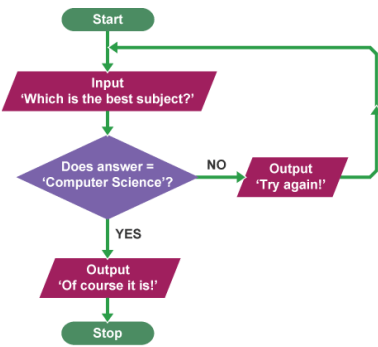 Start
Input
‘Which is the best subject?’
Does answer =
‘Computer Science’?
NO
Output
‘Try again!’
YES
Output
‘Of course it is!’
Stop